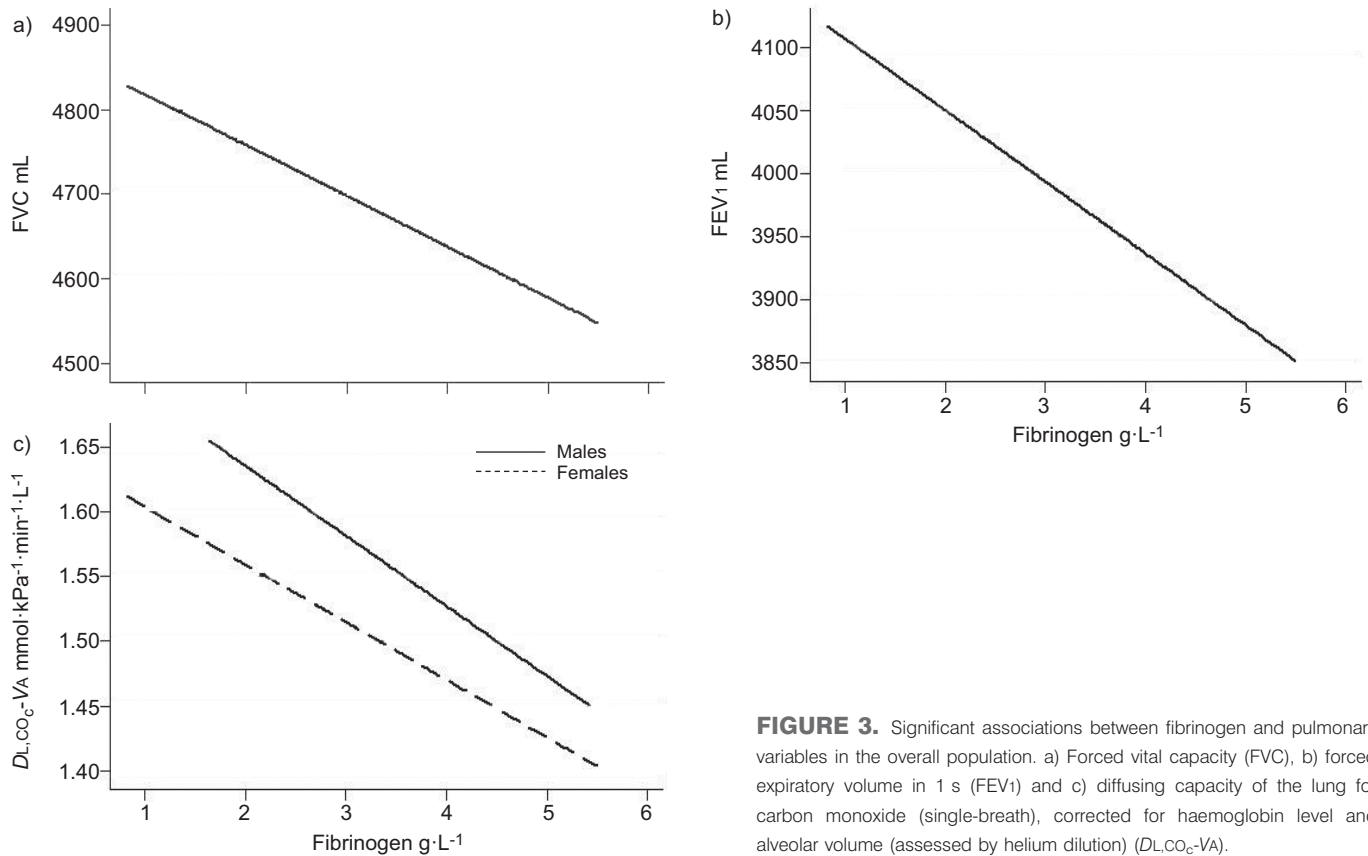 a)
4900
4800
4700
4600
4500
FVC mL
b)
4100
4050
4000
3950
3900
3850
FEV1 mL
1 2 3 4 5 6
Fibrinogen g·L-1
c)
1.65
1.60
1.55
1.50
1.45
1.40
DL,COc-VA mmol·kPa-1·min-1·L-1
Males
Females
1 2 3 4 5 6
Fibrinogen g·L-1
FIGURE 3. Significant associations between fibrinogen and pulmonar
variables in the overall population. a) Forced vital capacity (FVC), b) forced
expiratory volume in 1 s (FEV1) and c) diffusing capacity of the lung fo
carbon monoxide (single-breath), corrected for haemoglobin level and
alveolar volume (assessed by helium dilution) (DL,COc-VA).